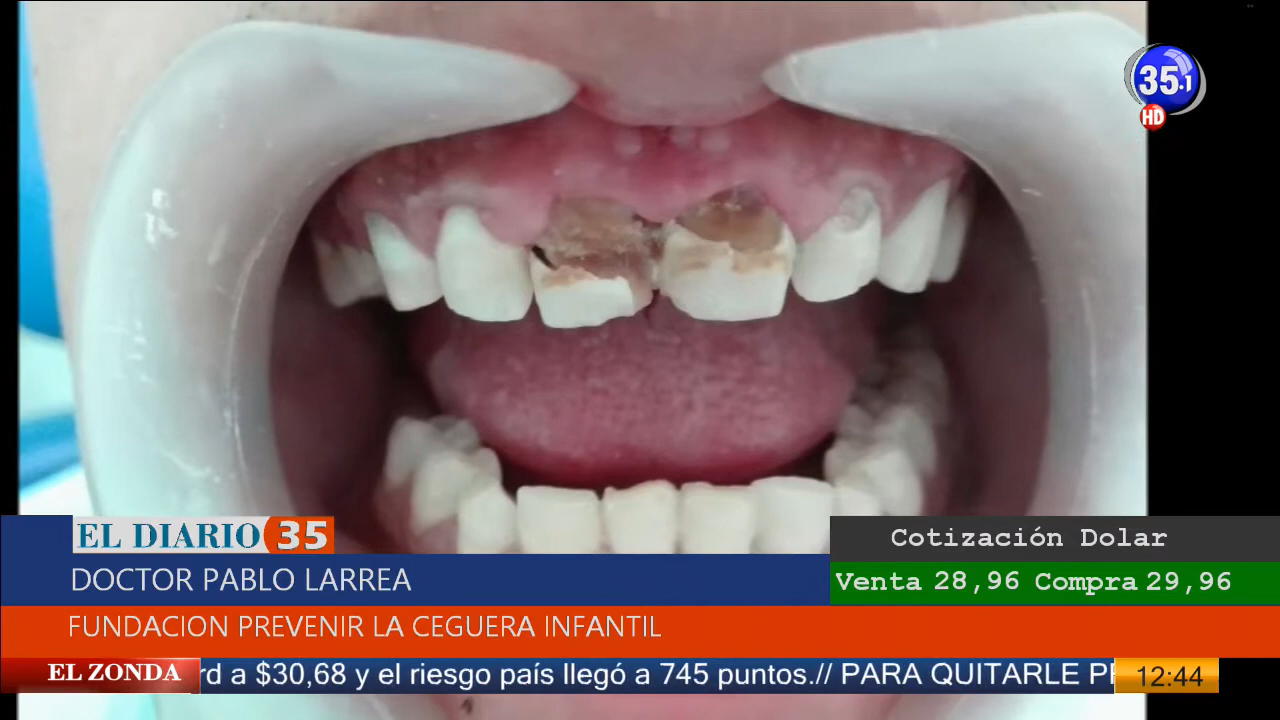 35.1
HD
EL DIARIO 35
DOCTOR PABLO LARREA
FUNDACION PREVENIR LA CEGUERA INFANTIL
Cotización Dolar
Venta 28,96 Compra 29,96
EL ZONDA
rd a $30,68 y el riesgo país llegó a 745 puntos.// PARA QUITARLE
12:44